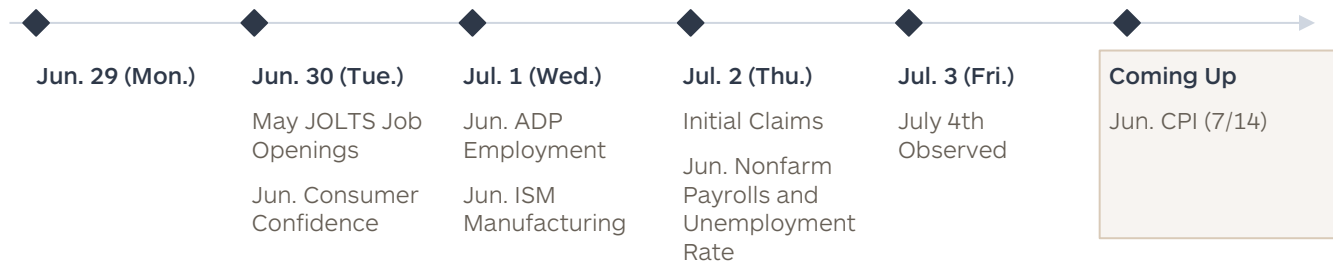 Jun. 29 (Mon.)
Jun. 30 (Tue.)
May JOLTS Job
Openings
Jun. Consumer
Confidence
Jul. 1 (Wed.)
Jun. ADP
Employment
Jun. ISM
Manufacturing
Jul. 2 (Thu.)
Initial Claims
Jun. Nonfarm
Payrolls and
Unemployment
Rate
Jul. 3 (Fri.)
July 4th
Observed
Coming Up
Jun. CPI (7/14)